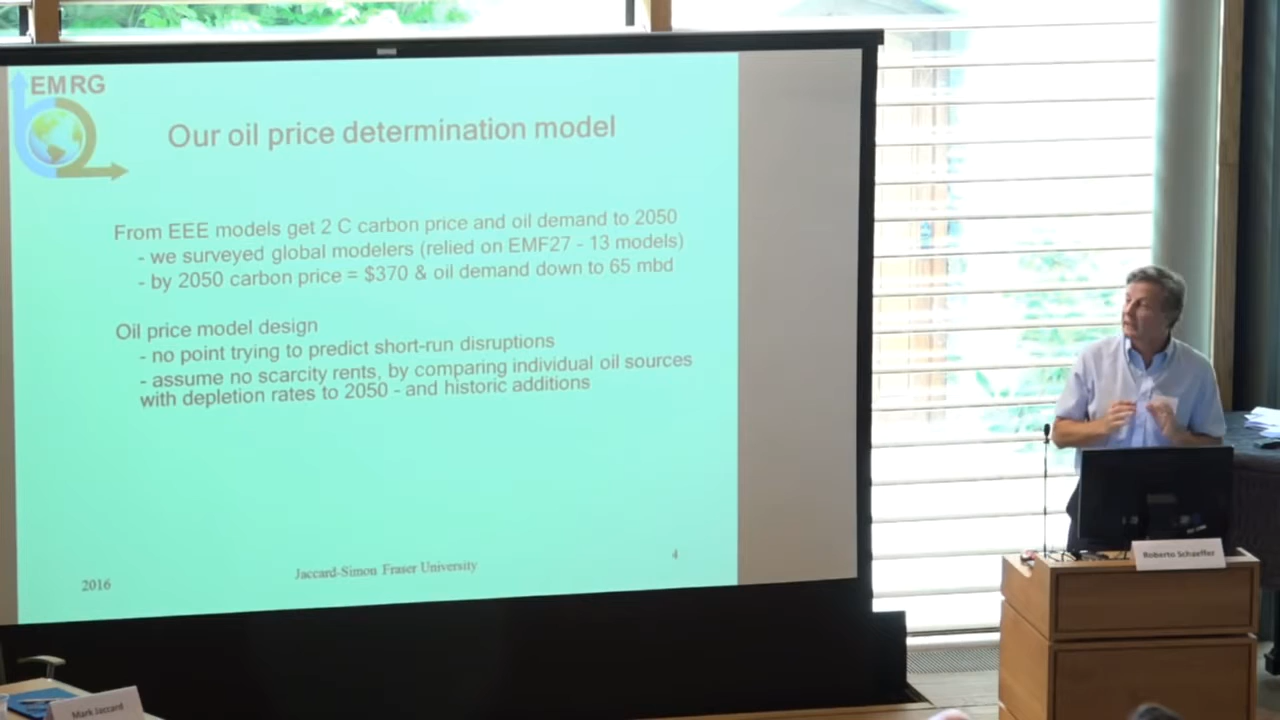 EMRG
Our oil price determination model
From EEE models get 2 C carbon price and oil demand to 2050
- we surveyed global modelers (relied on EMF27 - 13 models)
- by 2050 carbon price = $370 & oil demand down to 65 mbd
Oil price model design
- no point trying to predict short-run disruptions
- assume no scarcity rents, by comparing individual oil sources
with depletion rates to 2050 - and historic additions
2016
Jaccard-Simon Fraser University
4
Roberto Schaeffer
Mark Jaccard